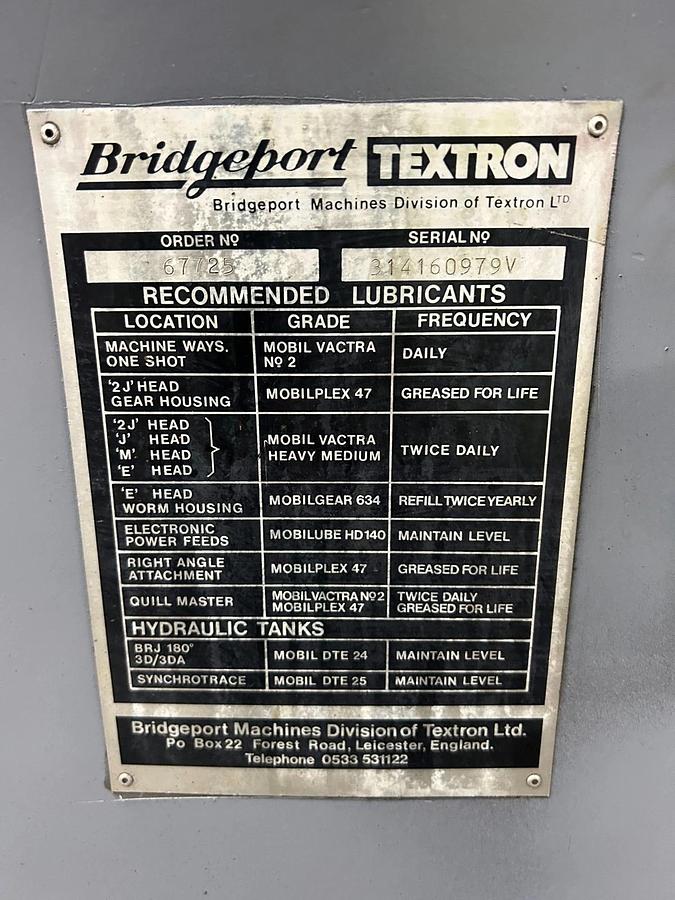 Bridgeport TEXTRON
Bridgeport Machines Division of Textron LTD.
ORDER No SERIAL No
67725 314160979V
RECOMMENDED LUBRICANTS
LOCATION GRADE FREQUENCY
MACHINE WAYS. MOBIL VACTRA DAILY
ONE SHOT No 2
'2J' HEAD MOBILPLEX 47 GREASED FOR LIFE
GEAR HOUSING
'2J' HEAD
'J' HEAD MOBIL VACTRA TWICE DAILY
'M' HEAD HEAVY MEDIUM
'E' HEAD
'E' HEAD MOBILGEAR 634 REFILL TWICE YEARLY
WORM HOUSING
ELECTRONIC MOBILUBE HD140 MAINTAIN LEVEL
POWER FEEDS
RIGHT ANGLE MOBILPLEX 47 GREASED FOR LIFE
ATTACHMENT
QUILL MASTER MOBIL VACTRA No 2 TWICE DAILY
MOBILPLEX 47 GREASED FOR LIFE
HYDRAULIC TANKS
BRJ 180° MOBIL DTE 24 MAINTAIN LEVEL
3D/3DA
SYNCHROTRACE MOBIL DTE 25 MAINTAIN LEVEL
Bridgeport Machines Division of Textron Ltd.
Po Box 22 Forest Road, Leicester, England.
Telephone 0533 531122